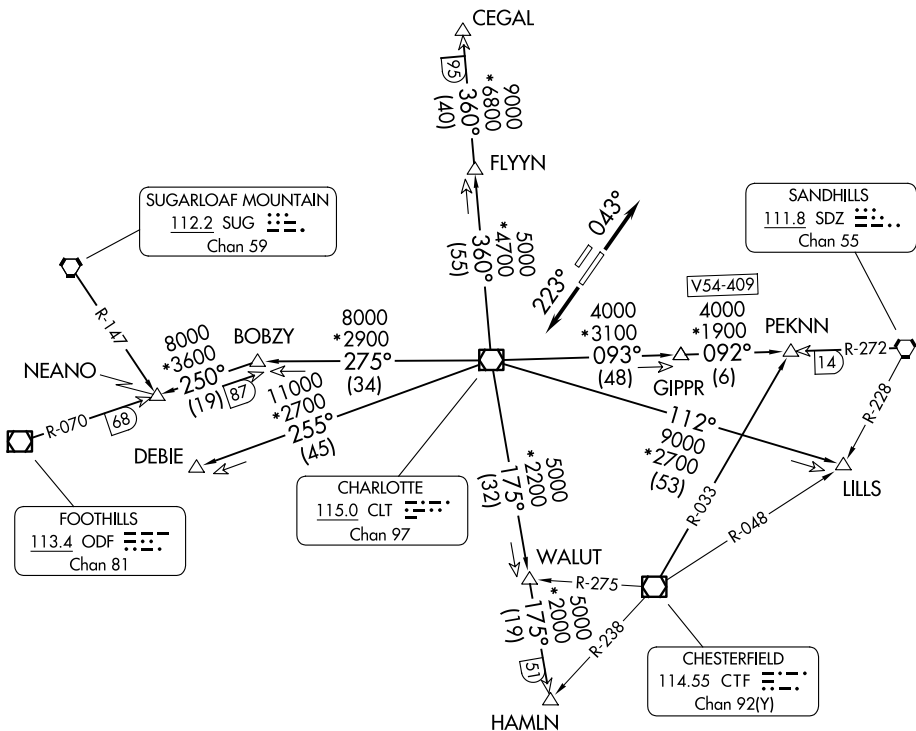 CEGAL
95
360°
(40)
9000
*6800
FLYYN
SUGARLOAF MOUNTAIN
112.2 SUG
Chan 59
SANDHILLS
111.8 SDZ
Chan 55
360°
(55)
5000
*4700
043°
223°
R-147
V54-409
8000
*3600
250°
(19)
BOBZY
87
8000
*2900
275°
(34)
4000
*3100
093°
(48)
4000
*1900
092°
(6)
PEKNN
14
R-272
NEANO
GIPPR
R-070
68
11000
*2700
255°
(45)
DEBIE
112°
9000
*2700
(53)
R-228
LILLS
FOOTHILLS
113.4 ODF
Chan 81
CHARLOTTE
115.0 CLT
Chan 97
175°
(32)
5000
*2200
R-033
R-048
WALUT
R-275
175°
(19)
5000
*2000
R-238
51
HAMLN
CHESTERFIELD
114.55 CTF
Chan 92(Y)